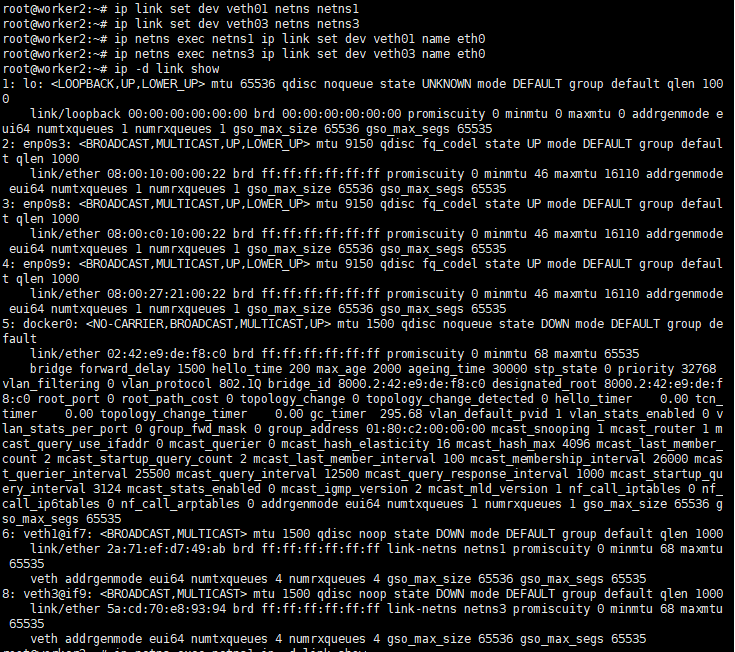 root@worker2:~# ip link set dev veth01 netns netns1
root@worker2:~# ip link set dev veth03 netns netns3
root@worker2:~# ip netns exec netns1 ip link set dev veth01 name eth0
root@worker2:~# ip netns exec netns3 ip link set dev veth03 name eth0
root@worker2:~# ip -d link show
1: lo: <LOOPBACK,UP,LOWER_UP> mtu 65536 qdisc noqueue state UNKNOWN mode DEFAULT group default qlen 100
0
    link/loopback 00:00:00:00:00:00 brd 00:00:00:00:00:00 promiscuity 0 minmtu 0 maxmtu 0 addrgenmode e
ui64 numtxqueues 1 numrxqueues 1 gso_max_size 65536 gso_max_segs 65535
2: enp0s3: <BROADCAST,MULTICAST,UP,LOWER_UP> mtu 9150 qdisc fq_codel state UP mode DEFAULT group defaul
t qlen 1000
    link/ether 08:00:10:00:00:22 brd ff:ff:ff:ff:ff:ff promiscuity 0 minmtu 46 maxmtu 16110 addrgenmode
 eui64 numtxqueues 1 numrxqueues 1 gso_max_size 65536 gso_max_segs 65535
3: enp0s8: <BROADCAST,MULTICAST,UP,LOWER_UP> mtu 9150 qdisc fq_codel state UP mode DEFAULT group defaul
t qlen 1000
    link/ether 08:00:c0:10:00:22 brd ff:ff:ff:ff:ff:ff promiscuity 0 minmtu 46 maxmtu 16110 addrgenmode
 eui64 numtxqueues 1 numrxqueues 1 gso_max_size 65536 gso_max_segs 65535
4: enp0s9: <BROADCAST,MULTICAST,UP,LOWER_UP> mtu 9150 qdisc fq_codel state UP mode DEFAULT group defaul
t qlen 1000
    link/ether 08:00:27:21:00:22 brd ff:ff:ff:ff:ff:ff promiscuity 0 minmtu 46 maxmtu 16110 addrgenmode
 eui64 numtxqueues 1 numrxqueues 1 gso_max_size 65536 gso_max_segs 65535
5: docker0: <NO-CARRIER,BROADCAST,MULTICAST,UP> mtu 1500 qdisc noqueue state DOWN mode DEFAULT group de
fault
    link/ether 02:42:e9:de:f8:c0 brd ff:ff:ff:ff:ff:ff promiscuity 0 minmtu 68 maxmtu 65535
    bridge forward_delay 1500 hello_time 200 max_age 2000 ageing_time 30000 stp_state 0 priority 32768
vlan_filtering 0 vlan_protocol 802.1Q bridge_id 8000.2:42:e9:de:f8:c0 designated_root 8000.2:42:e9:de:f
8:c0 root_port 0 root_path_cost 0 topology_change 0 topology_change_detected 0 hello_timer    0.00 tcn_
timer    0.00 topology_change_timer    0.00 gc_timer  295.68 vlan_default_pvid 1 vlan_stats_enabled 0 v
lan_stats_per_port 0 group_fwd_mask 0 group_address 01:80:c2:00:00:00 mcast_snooping 1 mcast_router 1 m
cast_query_use_ifaddr 0 mcast_querier 0 mcast_hash_elasticity 16 mcast_hash_max 4096 mcast_last_member_
count 2 mcast_startup_query_count 2 mcast_last_member_interval 100 mcast_membership_interval 26000 mcas
t_querier_interval 25500 mcast_query_interval 12500 mcast_query_response_interval 1000 mcast_startup_qu
ery_interval 3124 mcast_stats_enabled 0 mcast_igmp_version 2 mcast_mld_version 1 nf_call_iptables 0 nf_
call_ip6tables 0 nf_call_arptables 0 addrgenmode eui64 numtxqueues 1 numrxqueues 1 gso_max_size 65536 g
so_max_segs 65535
6: veth1@if7: <BROADCAST,MULTICAST> mtu 1500 qdisc noop state DOWN mode DEFAULT group default qlen 1000
    link/ether 2a:71:ef:d7:49:ab brd ff:ff:ff:ff:ff:ff link-netns netns1 promiscuity 0 minmtu 68 maxmtu
 65535
    veth addrgenmode eui64 numtxqueues 4 numrxqueues 4 gso_max_size 65536 gso_max_segs 65535
8: veth3@if9: <BROADCAST,MULTICAST> mtu 1500 qdisc noop state DOWN mode DEFAULT group default qlen 1000
    link/ether 5a:cd:70:e8:93:94 brd ff:ff:ff:ff:ff:ff link-netns netns3 promiscuity 0 minmtu 68 maxmtu
 65535
    veth addrgenmode eui64 numtxqueues 4 numrxqueues 4 gso_max_size 65536 gso_max_segs 65535